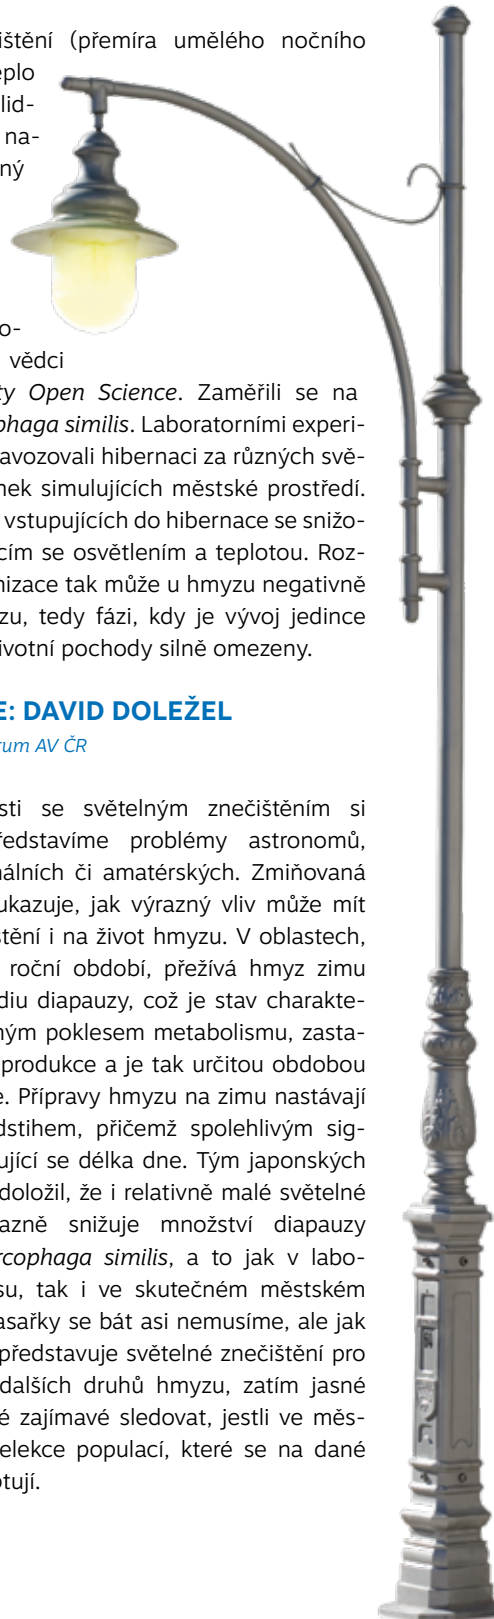 ištění (přemíra umělého nočního
eplo
lid-
na-
ný
o-
vědci
ty Open Science. Zaměřili se na
phaga similis. Laboratorními experi-
avozovali hibernaci za různých svě-
nek simulujících městské prostředí.
vstupujících do hibernace se snižo-
cím se osvětlením a teplotou. Roz-
nizace tak může u hmyzu negativně
zu, tedy fázi, kdy je vývoj jedince
ivotní pochody silně omezeny.
E: DAVID DOLEŽEL
rum AV ČR
sti se světelným znečištěním si
ředstavíme problémy astronomů,
nálních či amatérských. Zmiňovaná
ukazuje, jak výrazný vliv může mít
štění i na život hmyzu. V oblastech,
roční období, přežívá hmyz zimu
diu diapauzy, což je stav charakte-
ným poklesem metabolismu, zasta-
produkce a je tak určitou obdobou
e. Přípravy hmyzu na zimu nastávají
dstihem, přičemž spolehlivým sig-
ující se délka dne. Tým japonských
doložil, že i relativně malé světelné
azně snižuje množství diapauzy
rcophaga similis, a to jak v labo-
su, tak i ve skutečném městském
asařky se bát asi nemusíme, ale jak
představuje světelné znečištění pro
dalších druhů hmyzu, zatím jasné
é zajímavé sledovat, jestli ve měs-
elekce populací, které se na dané
otují.